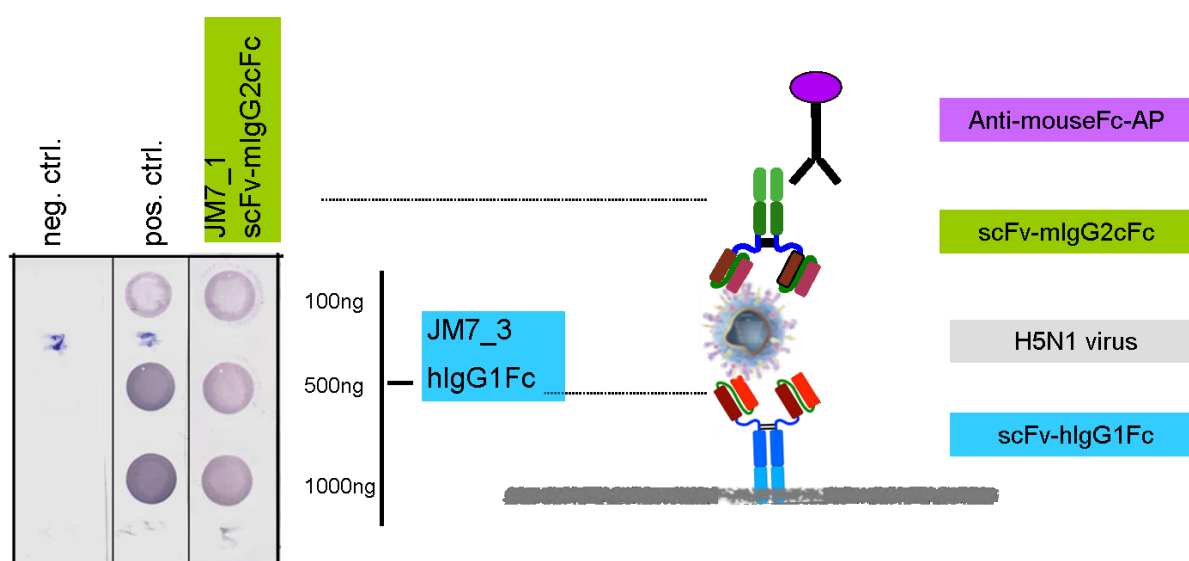 neg. ctrl.
pos. ctrl.
JM7_1
scFv-mIgG2cFc
100ng
500ng
1000ng
JM7_3
hIgG1Fc
Anti-mouseFc-AP
scFv-mIgG2cFc
H5N1 virus
scFv-hIgG1Fc